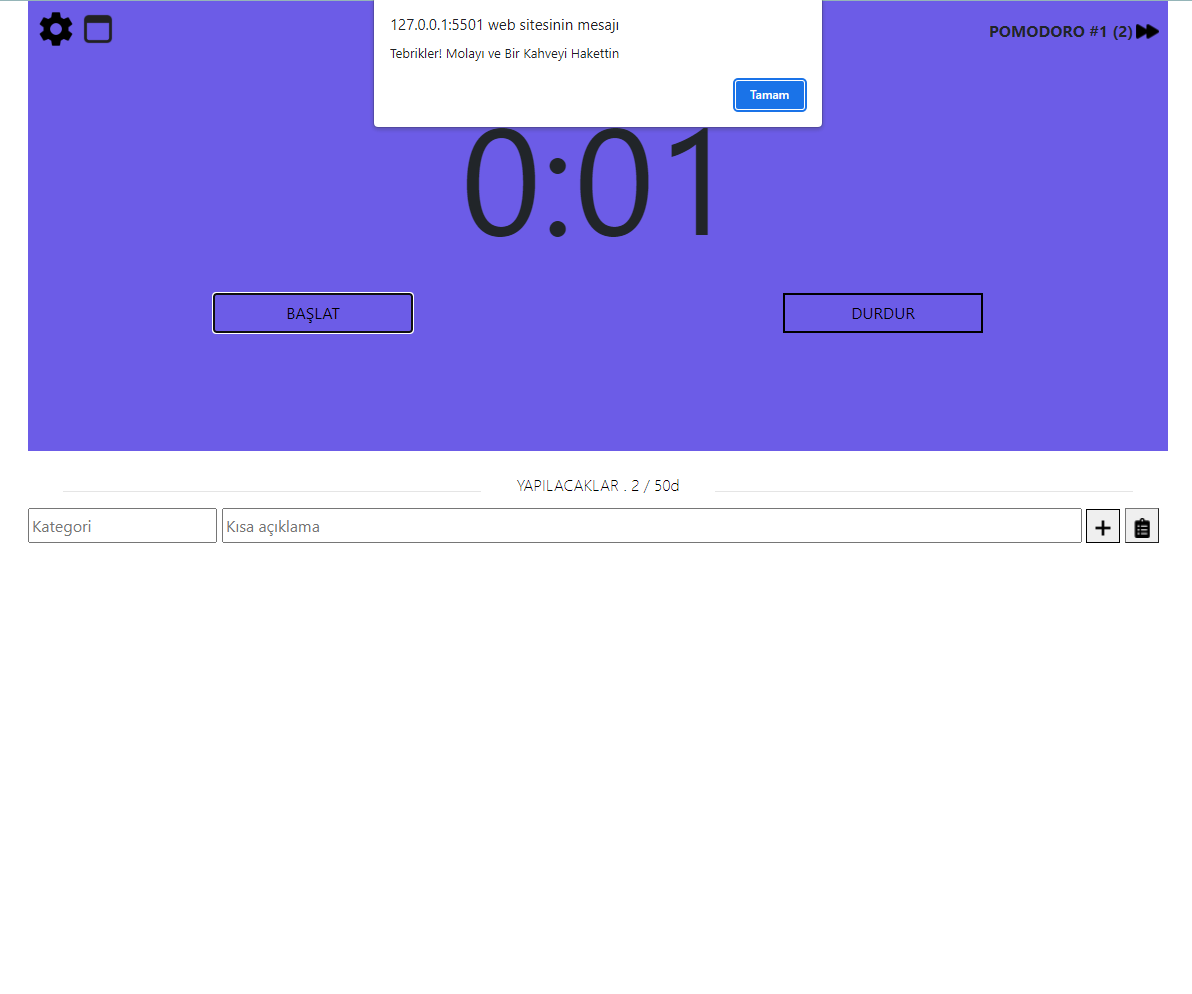 127.0.0.1:5501 web sitesinin mesajı
Tebrikler! Molayı ve Bir Kahveyi Hakettin
Tamam
POMODORO #1 (2)
0:01
BAŞLAT
DURDUR
YAPILACAKLAR . 2 / 50d
Kategori
Kısa açıklama